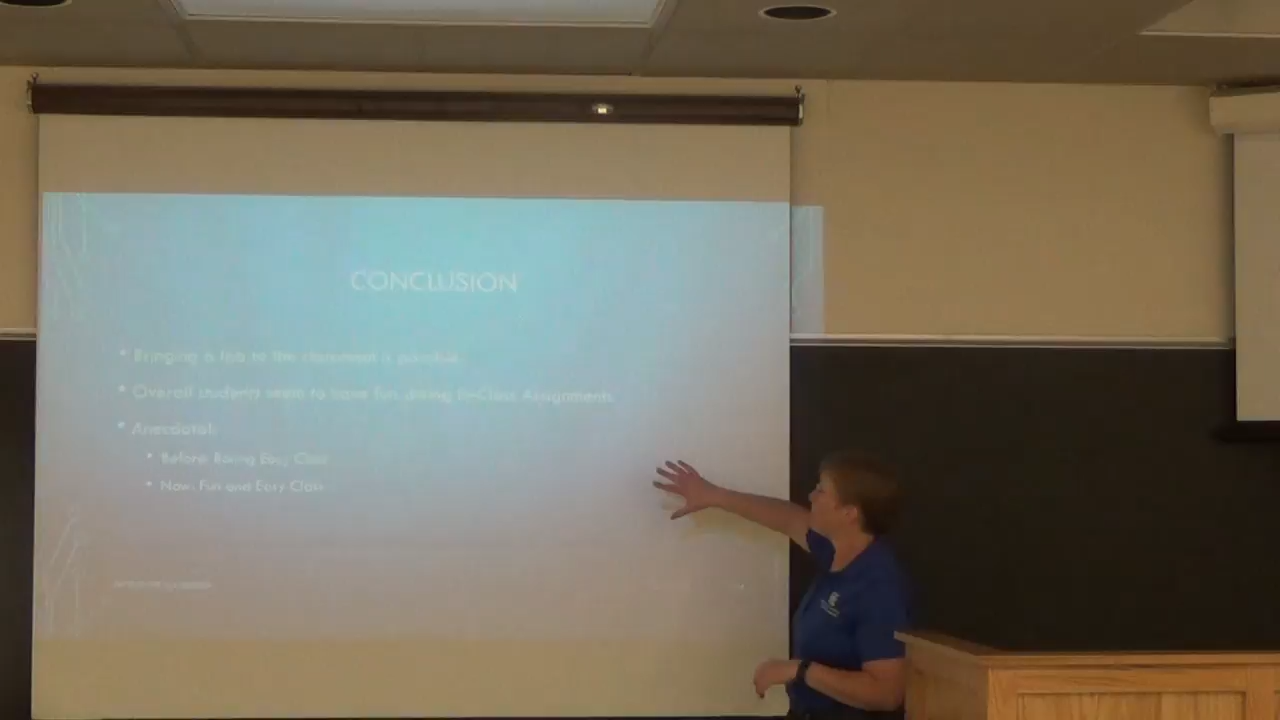 CONCLUSION
• Bringing a to the classroom is possible
• Overall students seem to have fun during In-Class Assignments
• Anecdotal:
• Before: Boring Easy Class
• Now: Fun and Easy Class